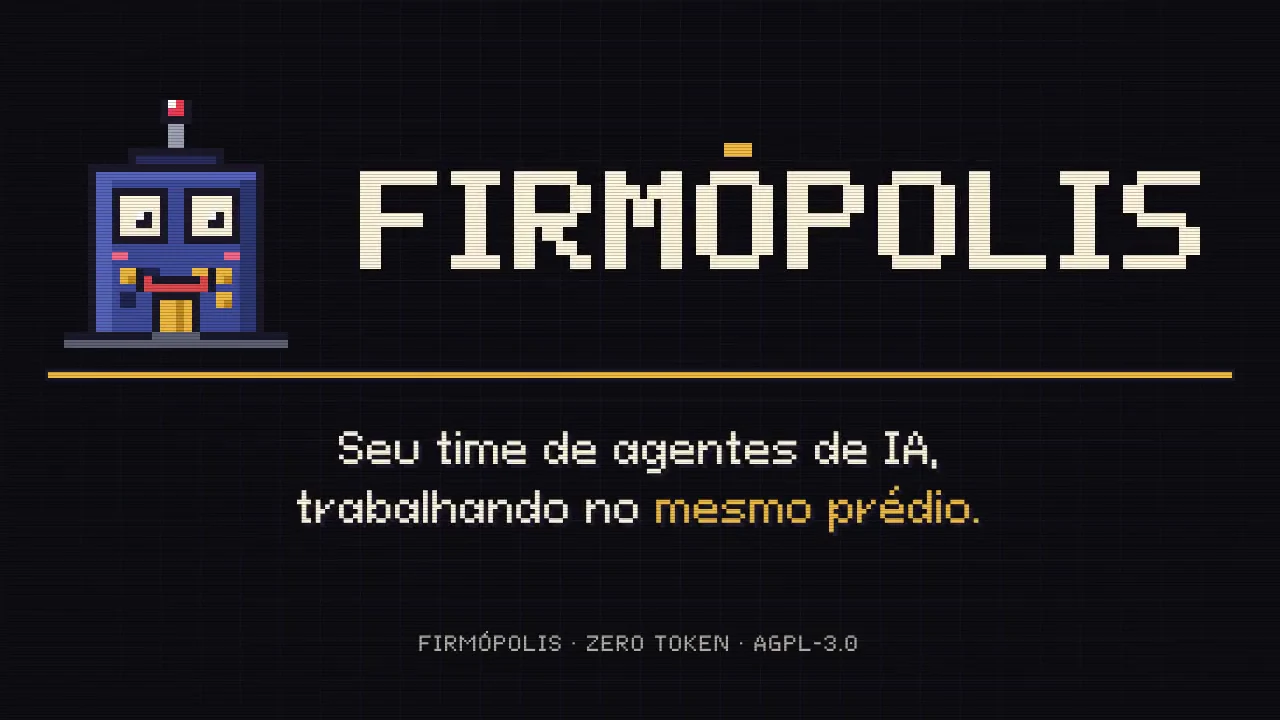 FIRMÓPOLIS
Seu time de agentes de IA,
trabalhando no mesmo prédio.
FIRMÓPOLIS · ZERO TOKEN · AGPL-3.0